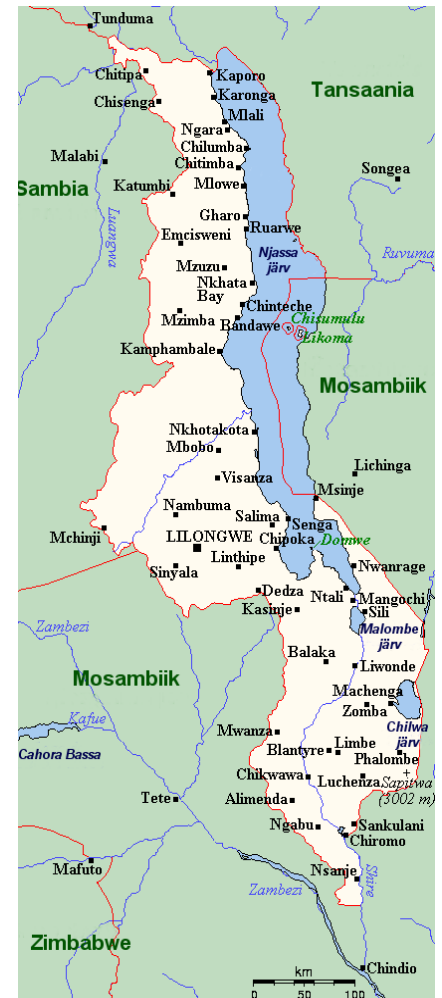 Tunduma
Chitipa
Kaporo
Tansaania
Chisenga
Karonga
Mlali
Ngara
Chilumba
Malabi
Chitimba
Songea
Sambia
Katumbi
Mlowe
Luangwa
Gharo
Ruarwe
Emcisweni
Njassa
järv
Ruvuma
Mzuzu
Nkhata
Bay
Chinteche
Mzimba
Bandawe
Chisumulu
Likoma
Kamphambale
Mosambiik
Nkhotakota
Mbobo
Lichinga
Visanza
Msinje
Nambuma
Salima
Senga
Mchinji
LILONGWE
Chipoka
Domwe
Linthipe
Sinyala
Nwanrage
Dedza
Ntali
Mangochi
Kasinje
Sili
Zambezi
Malombe
järv
Balaka
Liwonde
Mosambiik
Machenga
Zomba
Kafue
Chilwa
järv
Mwanza
Cahora Bassa
Blantyre
Limbe
Phalombe
Chikwawa
Luchenza
Sapitwa
(3002 m)
Tete
Alimenda
Ngabu
Sankulani
Chiromo
Mafuto
Nsanje
Zambezi
Shire
Zimbabwe
Chindio
km
0 50 100